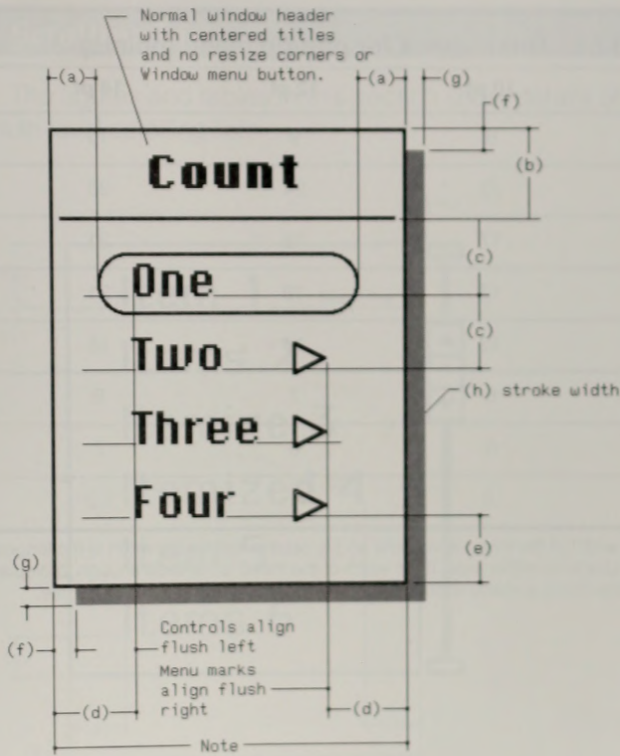 Normal window header
with centered titles
and no resize corners or
Window menu button.
(a)
(a)
(g)
(f)
Count
(b)
(c)
One
(c)
Two
(h) stroke width
Three
Four
(e)
(g)
Controls align
flush left
(f)
Menu marks
align flush
right
(d)
(d)
Note